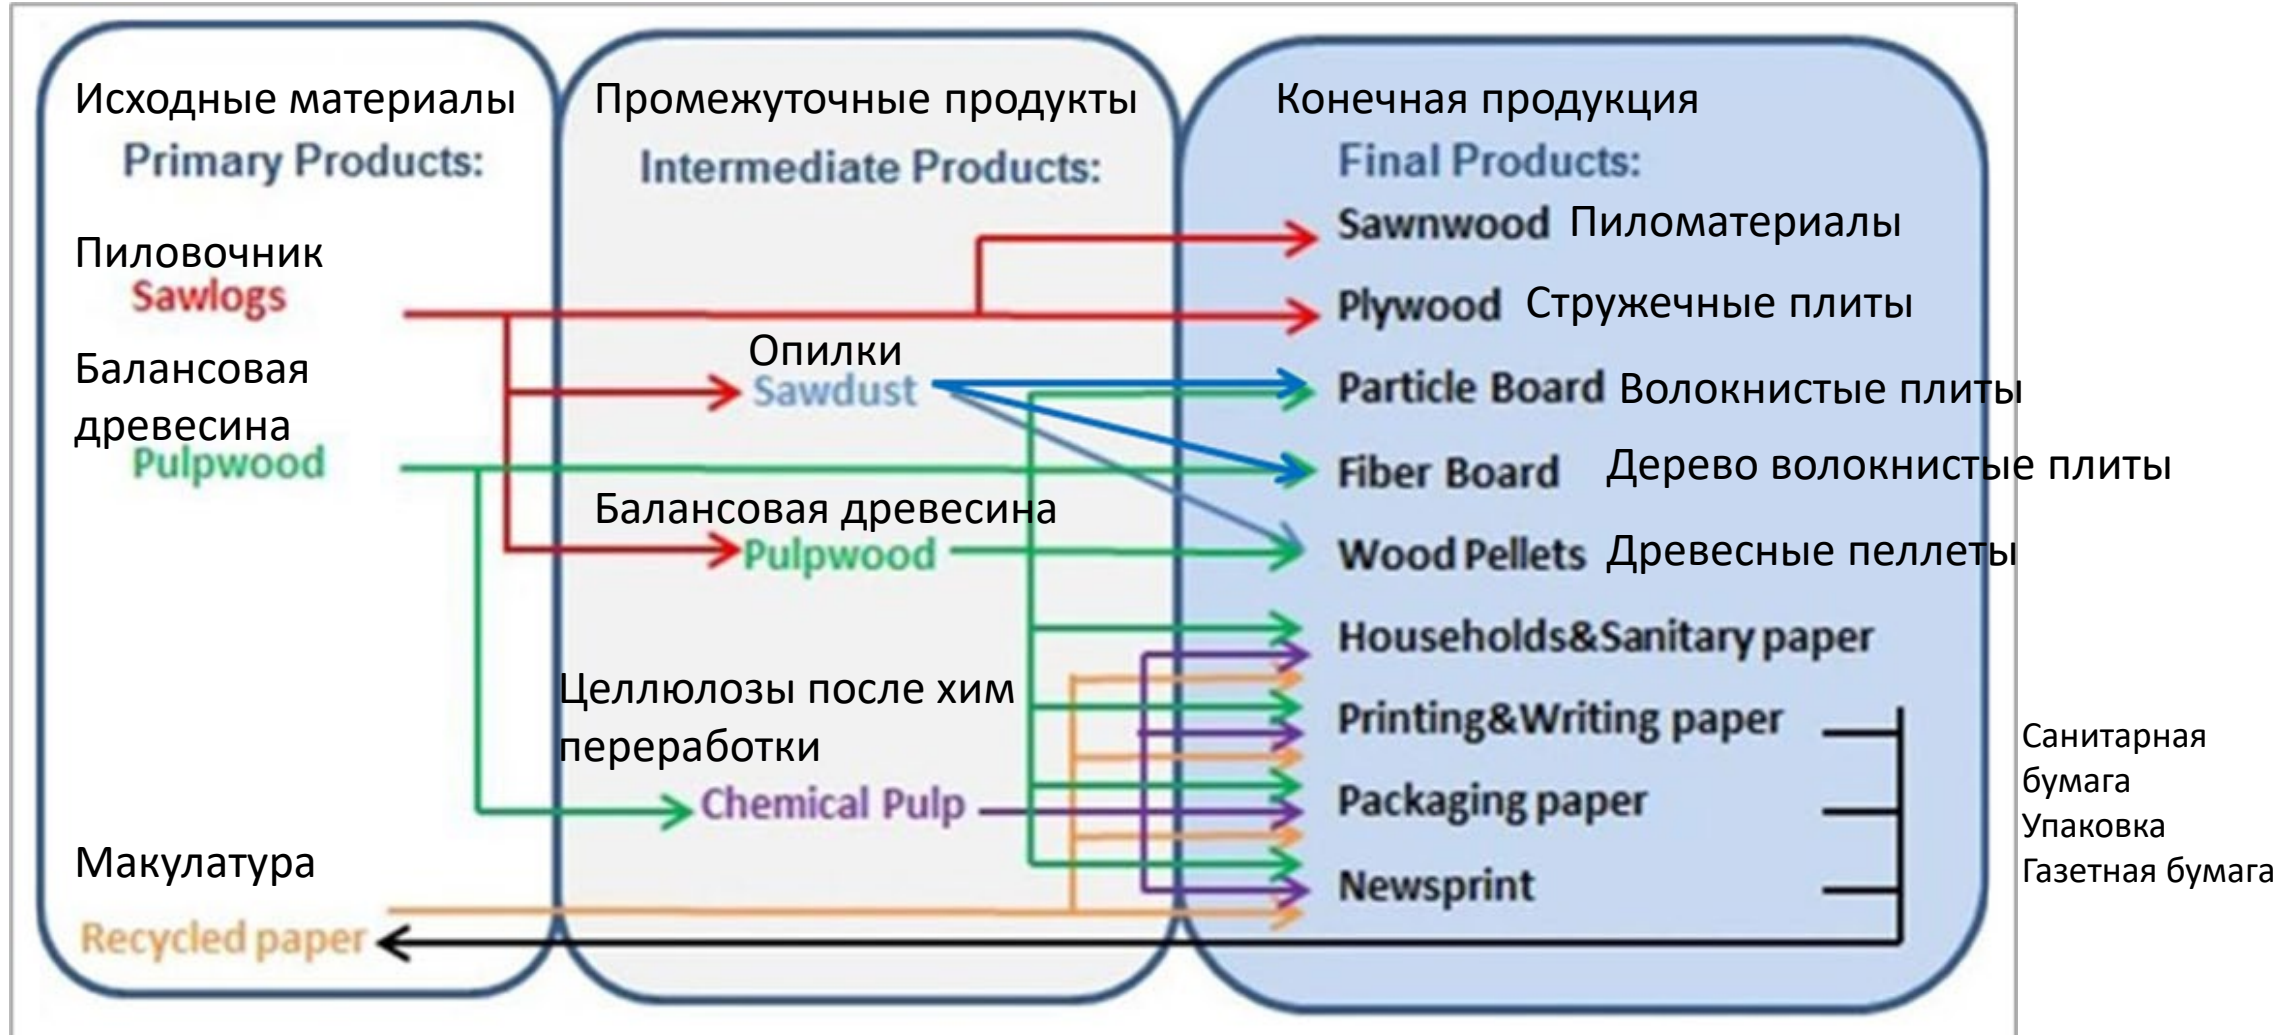 Исходные материалы
Primary Products:
Пиловочник
Sawlogs
Балансовая
древесина
Pulpwood
Макулатура
Recycled paper
Промежуточные продукты
Intermediate Products:
Опилки
Sawdust
Балансовая древесина
Pulpwood
Целлюлозы после хим
переработки
Chemical Pulp
Конечная продукция
Final Products:
Sawnwood Пиломатериалы
Plywood Стружечные плиты
Particle Board Волокнистые плиты
Fiber Board Дерево волокнистые плиты
Wood Pellets Древесные пеллеты
Households&Sanitary paper
Printing&Writing paper
Packaging paper
Newsprint
Санитарная
бумага
Упаковка
Газетная бумага